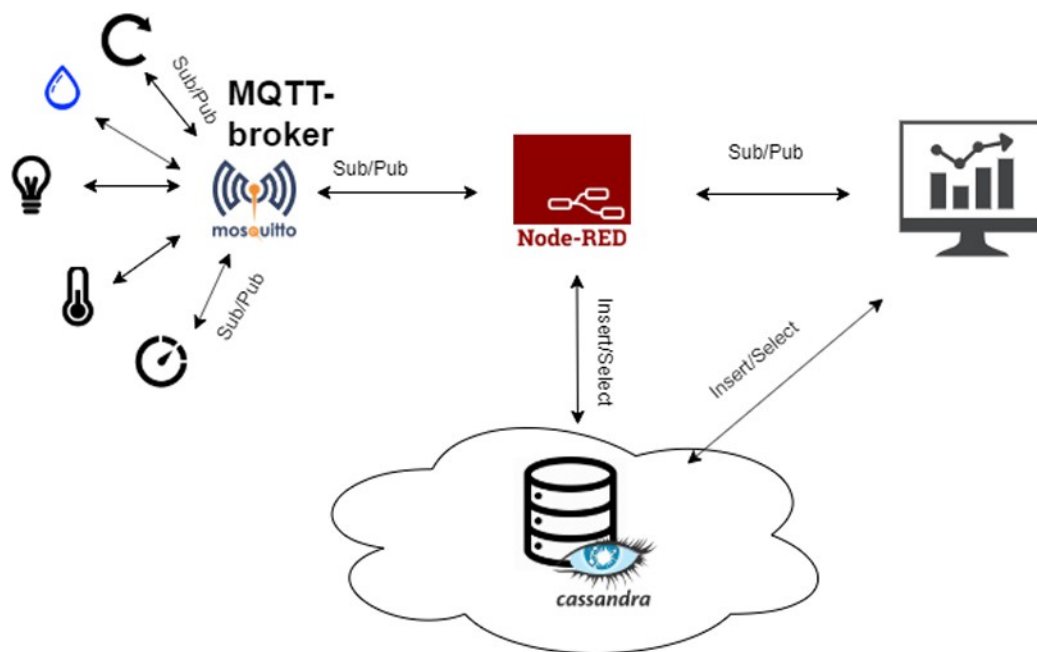 Sub/Pub
MQTT-
broker
mosquitto
Sub/Pub
Sub/Pub
Node-RED
Sub/Pub
Insert/Select
Insert/Select
cassandra